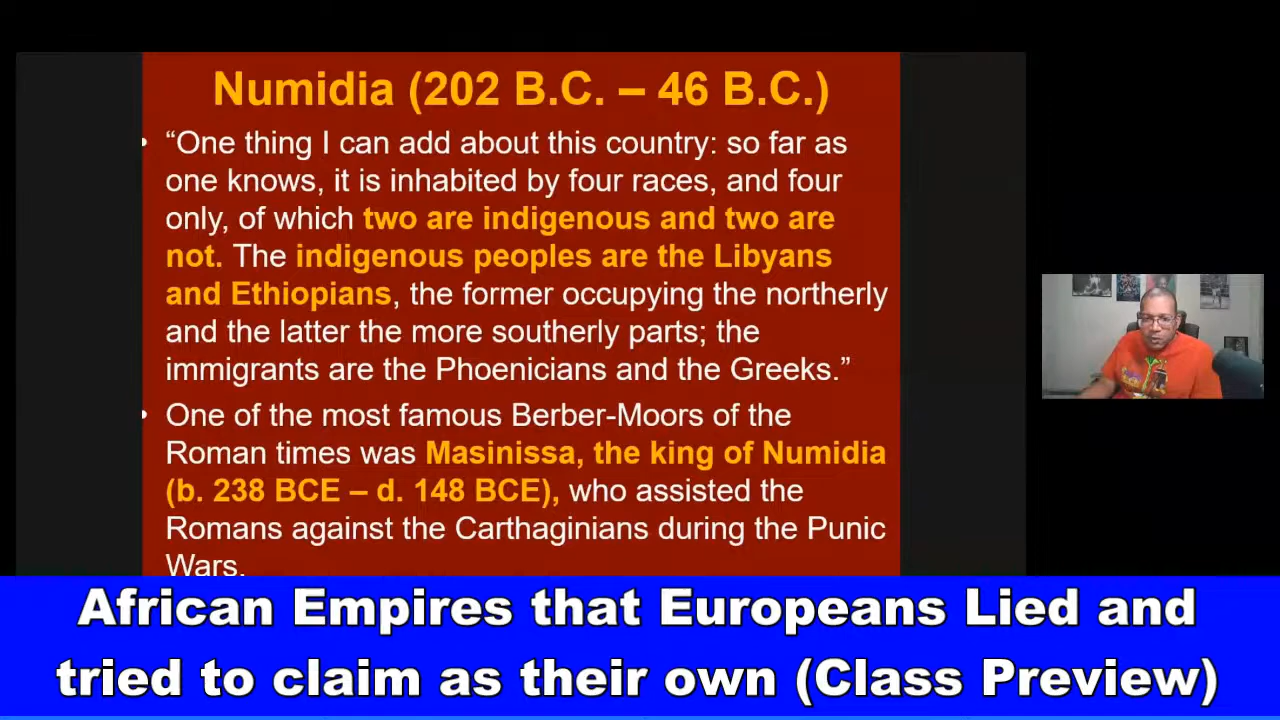 Numidia (202 B.C. – 46 B.C.)
• “One thing I can add about this country: so far as
one knows, it is inhabited by four races, and four
only, of which two are indigenous and two are
not. The indigenous peoples are the Libyans
and Ethiopians, the former occupying the northerly
and the latter the more southerly parts; the
immigrants are the Phoenicians and the Greeks.”
• One of the most famous Berber-Moors of the
Roman times was Masinissa, the king of Numidia
(b. 238 BCE – d. 148 BCE), who assisted the
Romans against the Carthaginians during the Punic
Wars.
African Empires that Europeans Lied and
tried to claim as their own (Class Preview)